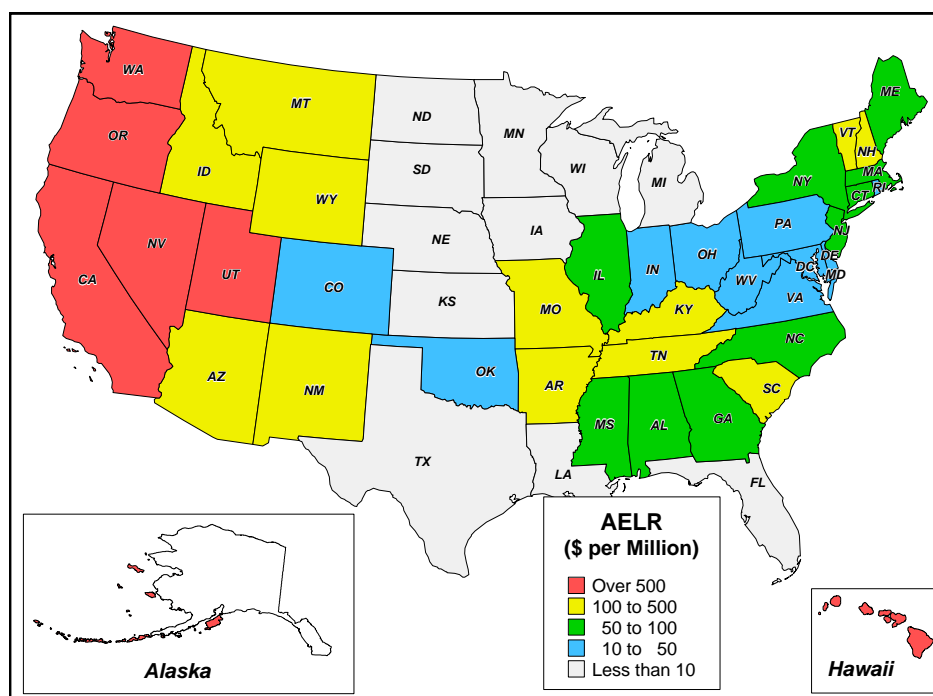 WA
MT
ND
MN
ME
VT
NH
OR
ID
SD
WI
MI
NY
MA
CT
RI
WY
NE
IA
PA
NJ
NV
UT
CO
IL
IN
OH
DE
DC
MD
WV
VA
CA
KS
MO
KY
NC
TN
AZ
NM
OK
AR
SC
MS
AL
GA
TX
LA
FL
AELR
($ per Million)
Over 500
100 to 500
50 to 100
10 to 50
Less than 10
Alaska
Hawaii